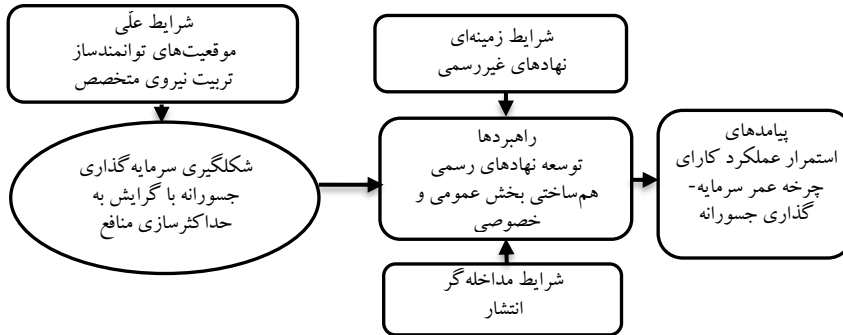 شرایط علّی
موقعیت‌های توانمندساز
تربیت نیروی متخصص
شرایط زمینه‌ای
نهادهای غیررسمی
شکلگیری سرمایه‌گذاری
جسورانه با گرایش به
حداکثرسازی منافع
راهبردها
توسعه نهادهای رسمی
هم‌ساختی بخش عمومی و
خصوصی
پیامدهای
استمرار عملکرد کارای
چرخه عمر سرمایه-
گذاری جسورانه
شرایط مداخله‌گر
انتشار